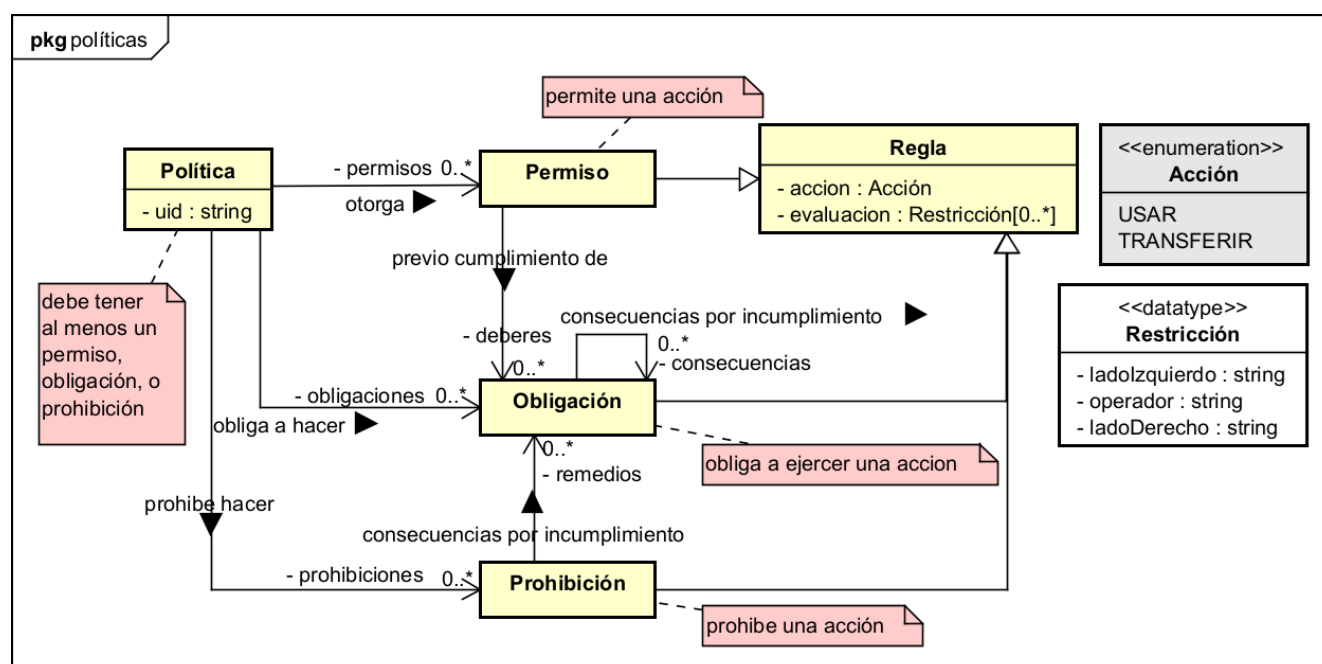 pkg políticas
permite una acción
Política
- uid : string
- permisos 0..*
otorga
Permiso
Regla
- accion : Acción
- evaluacion : Restricción[0..*]
<<enumeration>>
Acción
USAR
TRANSFERIR
previo cumplimiento de
debe tener
al menos un
permiso,
obligación, o
prohibición
consecuencias por incumplimiento
- deberes
0..*
0..*
- consecuencias
<<datatype>>
Restricción
- ladoIzquierdo : string
- operador : string
- ladoDerecho : string
- obligaciones 0..*
obliga a hacer
Obligación
0..*
- remedios
obliga a ejercer una accion
prohibe hacer
consecuencias por incumplimiento
- prohibiciones 0..*
Prohibición
prohibe una acción